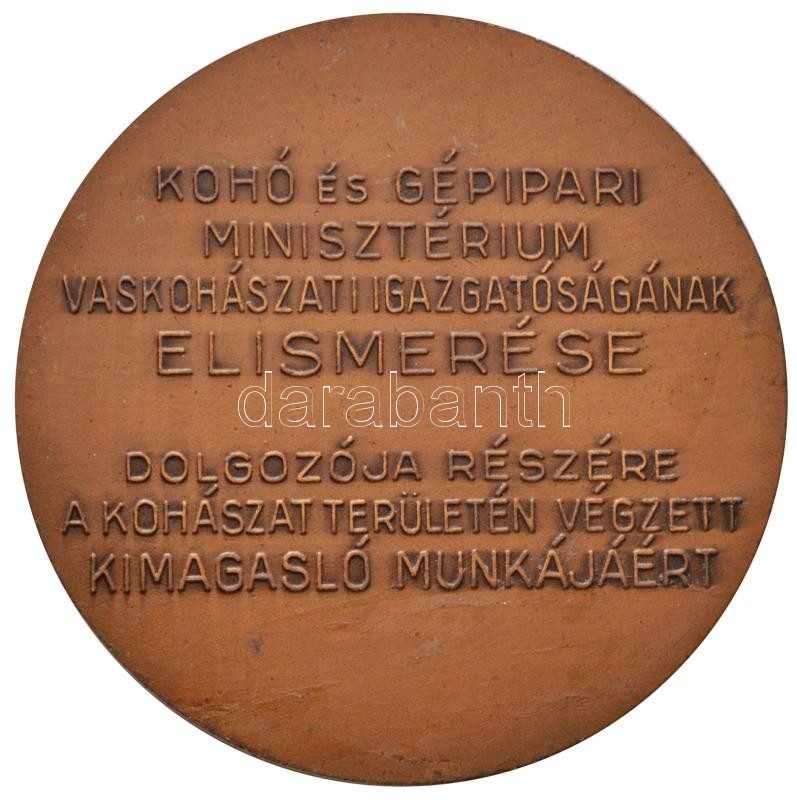 KOHÓ és GÉPIPARI
MINISZTÉRIUM
VASKOHÁSZATI IGAZGATÓSÁGÁNAK
ELISMERÉSE
darabanth
DOLGOZÓJA RÉSZÉRE
A KOHÁSZAT TERÜLETÉN VÉGZETT
KIMAGASLÓ MUNKÁJÁÉRT